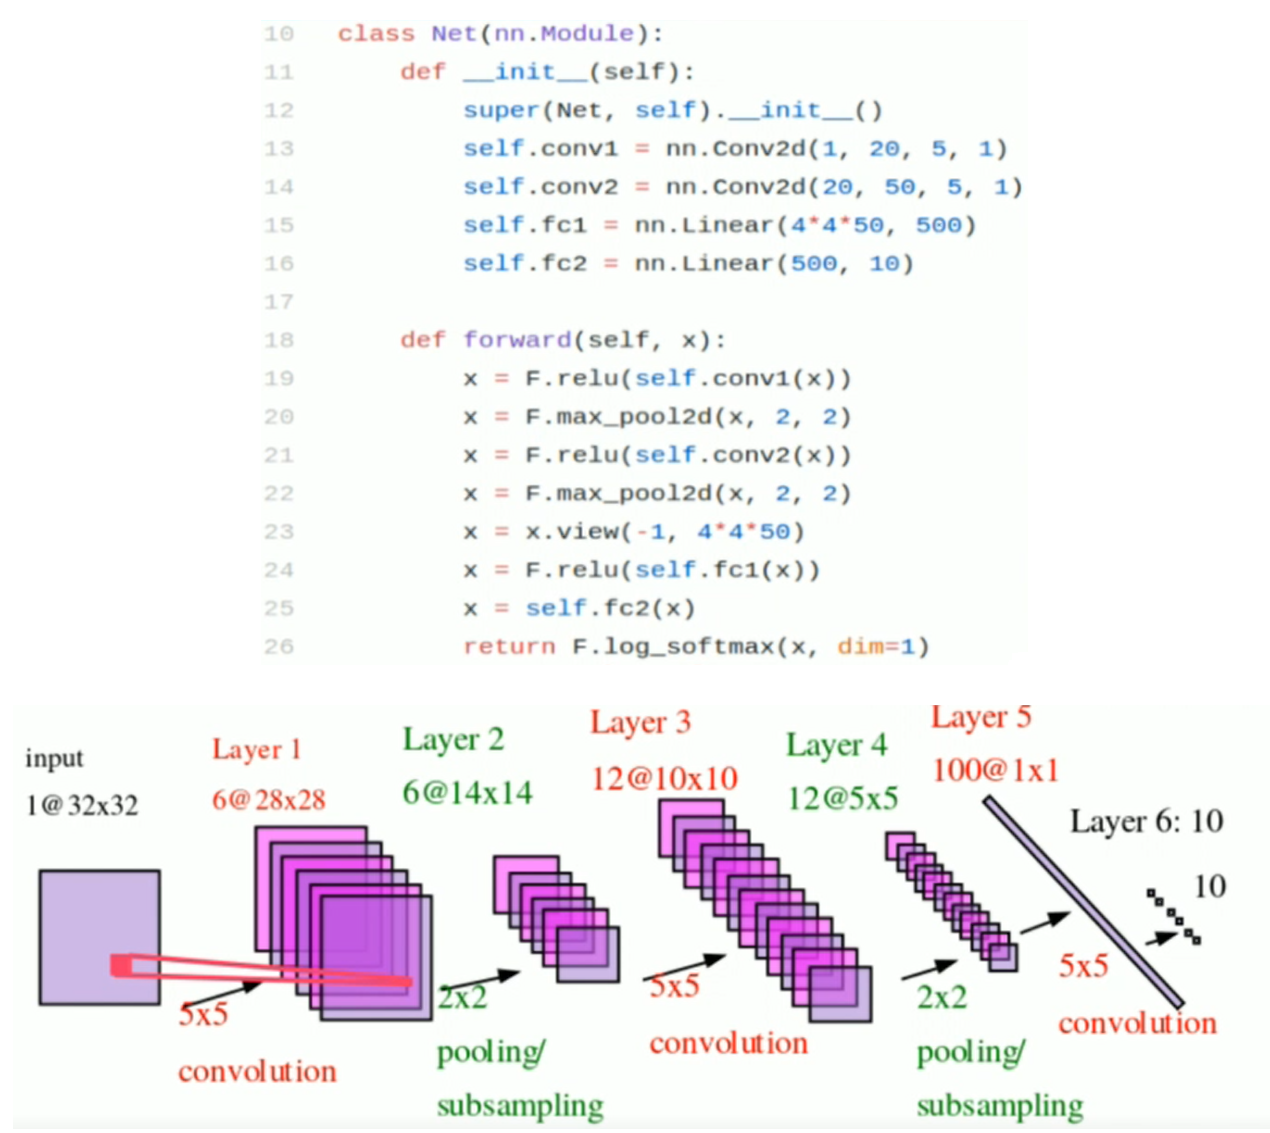 10 class Net(nn.Module):
11 def __init__(self):
12 super(Net, self).__init__()
13 self.conv1 = nn.Conv2d(1, 20, 5, 1)
14 self.conv2 = nn.Conv2d(20, 50, 5, 1)
15 self.fc1 = nn.Linear(4*4*50, 500)
16 self.fc2 = nn.Linear(500, 10)
17
18 def forward(self, x):
19 x = F.relu(self.conv1(x))
20 x = F.max_pool2d(x, 2, 2)
21 x = F.relu(self.conv2(x))
22 x = F.max_pool2d(x, 2, 2)
23 x = x.view(-1, 4*4*50)
24 x = F.relu(self.fc1(x))
25 x = self.fc2(x)
26 return F.log_softmax(x, dim=1)
input
1@32x32
Layer 1
6@28x28
Layer 2
6@14x14
Layer 3
12@10x10
Layer 4
12@5x5
Layer 5
100@1x1
Layer 6: 10
10
5x5
convolution
2x2
pooling/
subsampling
5x5
convolution
2x2
pooling/
subsampling
5x5
convolution